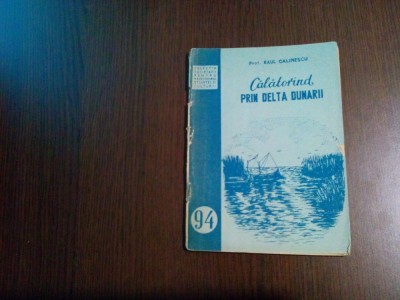 Prof. RAUL CALINESCU
Călătorind
PRIN DELTA DUNARII
94